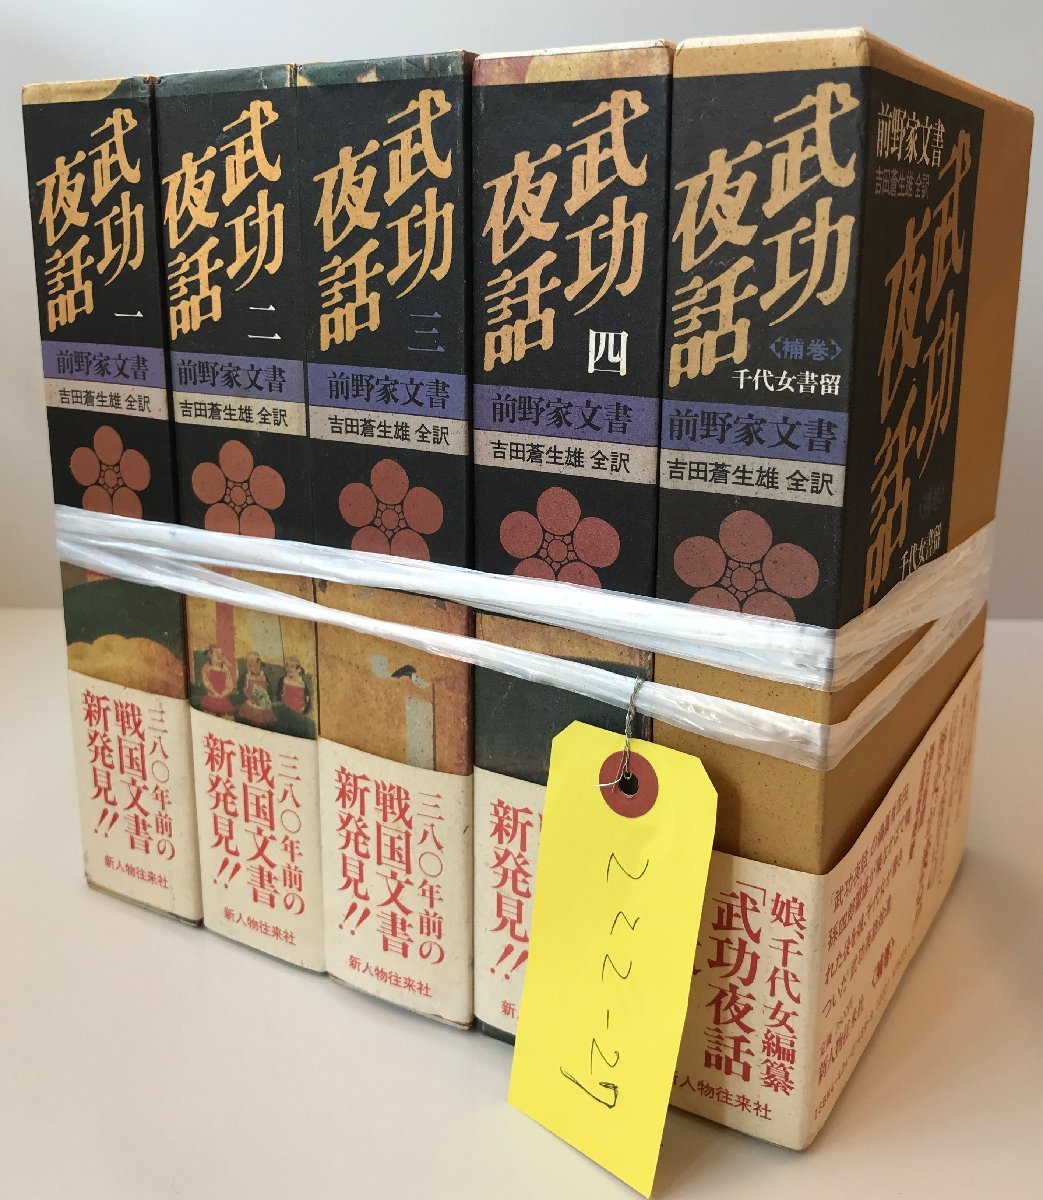 武功
夜話
一
前野家文書
吉田蒼生雄 全訳
三八〇年前の
戦国文書
新発見!!
新人物往来社
武功
夜話
二
前野家文書
吉田蒼生雄 全訳
三八〇年前の
戦国文書
新発見!!
新人物往来社
武功
夜話
三
前野家文書
吉田蒼生雄 全訳
三八〇年前の
戦国文書
新発見!!
新人物往来社
武功
夜話
四
前野家文書
吉田蒼生雄 全訳
新発見!!
新
武功
夜話
〈補巻〉
千代女書留
前野家文書
吉田蒼生雄 全訳
娘、千代女編纂
「武功夜話
新人物往来社
前野家文書
吉田蒼生雄 全訳
武功
夜話
〈補巻〉
千代女書留
新人物往来社
222-27